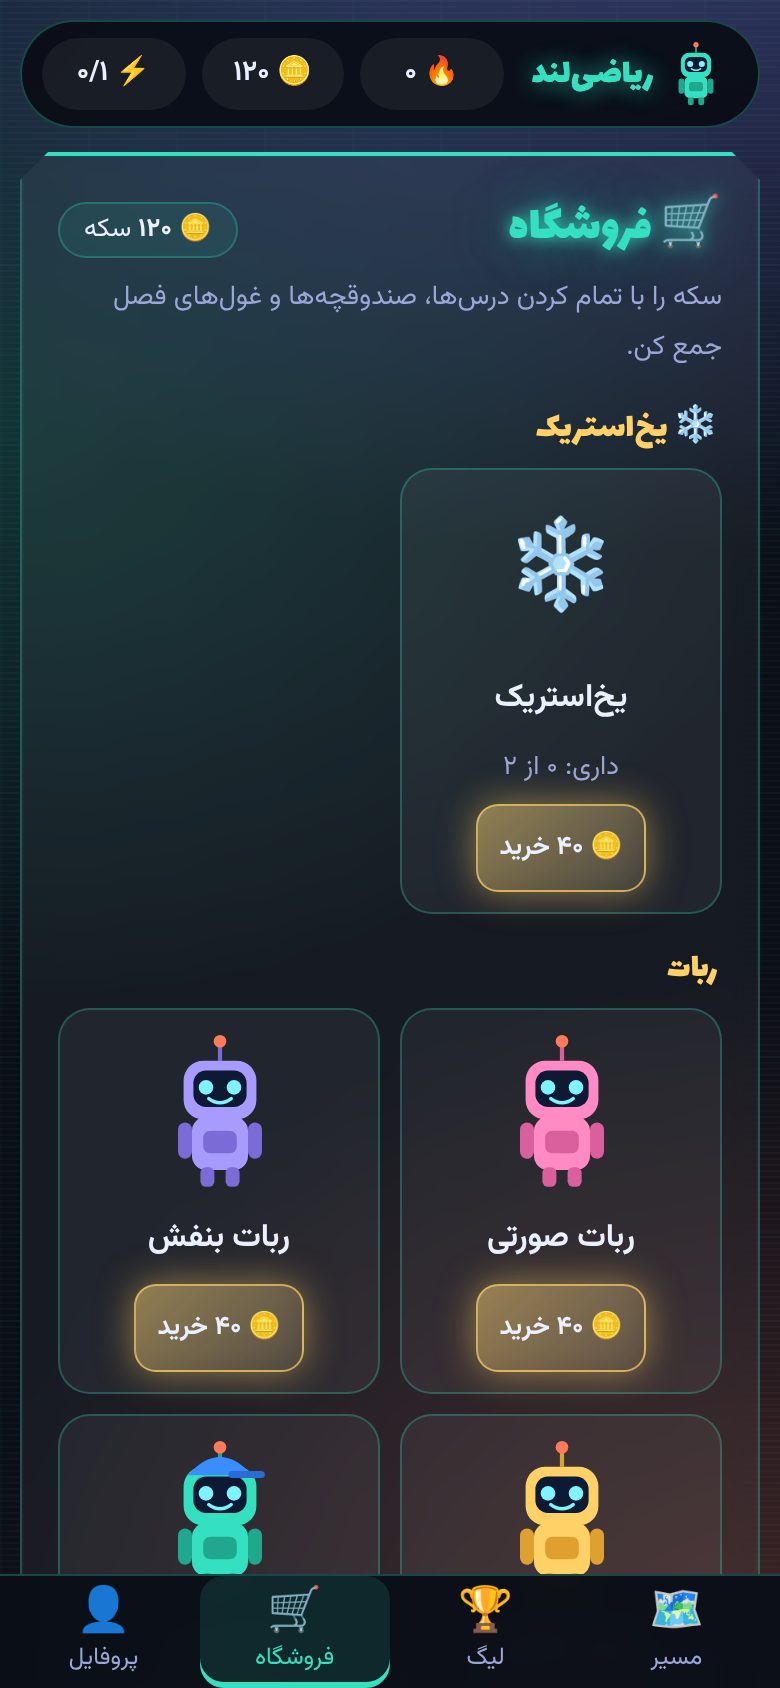 ریاضی‌لند
🔥 ۰
🪙 ۱۲۰
⚡ ۰/۱
🛒 فروشگاه
🪙 ۱۲۰ سکه
سکه را با تمام کردن درس‌ها، صندوقچه‌ها و غول‌های فصل
جمع کن.
❄️ یخ‌استریک
یخ‌استریک
داری: ۰ از ۲
🪙 ۴۰ خرید
ربات
ربات صورتی
🪙 ۴۰ خرید
ربات بنفش
🪙 ۴۰ خرید
مسیر
لیگ
فروشگاه
پروفایل